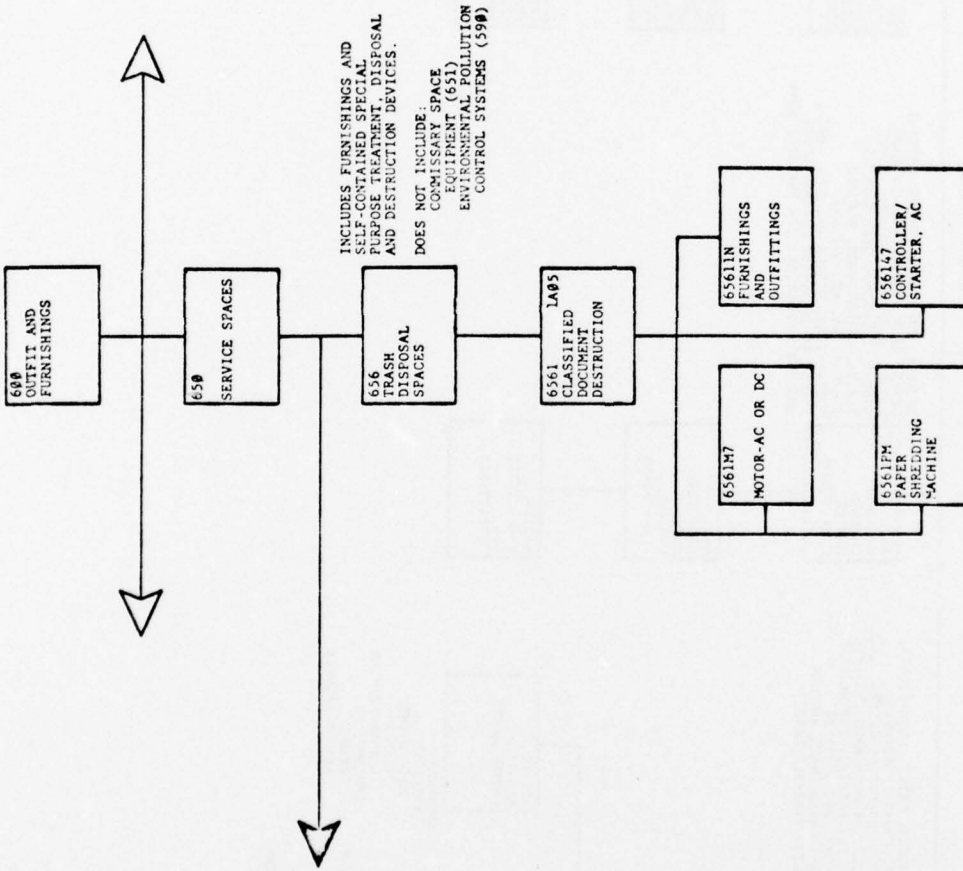 600
OUTFIT AND
FURNISHINGS
650
SERVICE SPACES
656
TRASH
DISPOSAL
SPACES
INCLUDES FURNISHINGS AND
SELF-CONTAINED SPECIAL
PURPOSE TREATMENT, DISPOSAL
AND DESTRUCTION DEVICES.
DOES NOT INCLUDE:
COMMISSARY SPACE
EQUIPMENT (651)
ENVIRONMENTAL POLLUTION
CONTROL SYSTEMS (590)
6561 1A05
CLASSIFIED
DOCUMENT
DESTRUCTION
6561M7
MOTOR-AC OR DC
65611N
FURNISHINGS
AND
OUTFITTINGS
6561PM
PAPER
SHREDDING
MACHINE
656147
CONTROLLER/
STARTER, AC